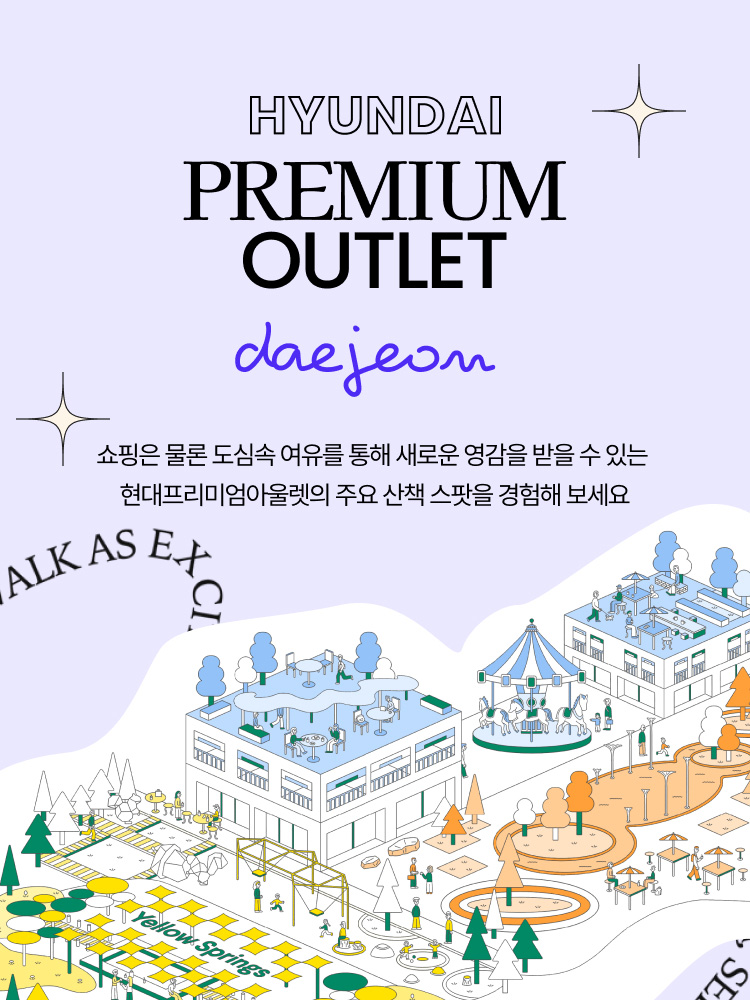 HYUNDAI
PREMIUM
OUTLET
daejeon
쇼핑은 물론 도심속 여유를 통해 새로운 영감을 받을 수 있는
현대프리미엄아울렛의 주요 산책 스팟을 경험해 보세요
WALK AS EXCI
Yellow Springs